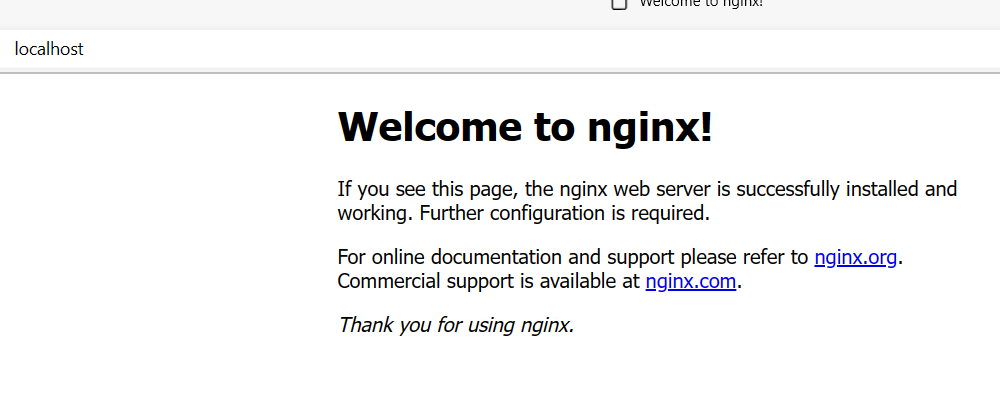 Welcome to nginx!
localhost
Welcome to nginx!
If you see this page, the nginx web server is successfully installed and
working. Further configuration is required.
For online documentation and support please refer to nginx.org.
Commercial support is available at nginx.com.
Thank you for using nginx.